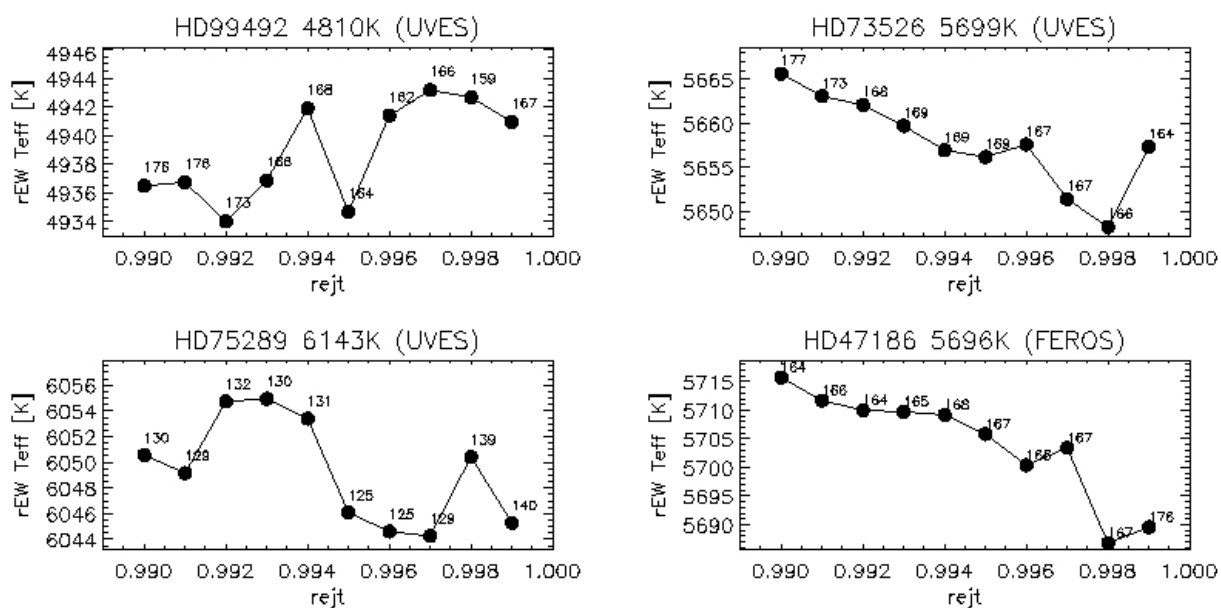 HD99492 4810K (UVES)
rEW Teff [K]
4946
4944
4942
4940
4938
4936
4934
175 176 173 168 168 164 162 166 159 167
0.990 0.992 0.994 0.996 0.998 1.000
rejt
HD73526 5699K (UVES)
rEW Teff [K]
5665
5660
5655
5650
177 173 168 169 169 169 167 167 166 164
0.990 0.992 0.994 0.996 0.998 1.000
rejt
HD75289 6143K (UVES)
rEW Teff [K]
6056
6054
6052
6050
6048
6046
6044
130 129 132 130 131 125 125 129 139 140
0.990 0.992 0.994 0.996 0.998 1.000
rejt
HD47186 5696K (FEROS)
rEW Teff [K]
5715
5710
5705
5700
5695
5690
164 166 164 165 168 167 166 167 167 176
0.990 0.992 0.994 0.996 0.998 1.000
rejt